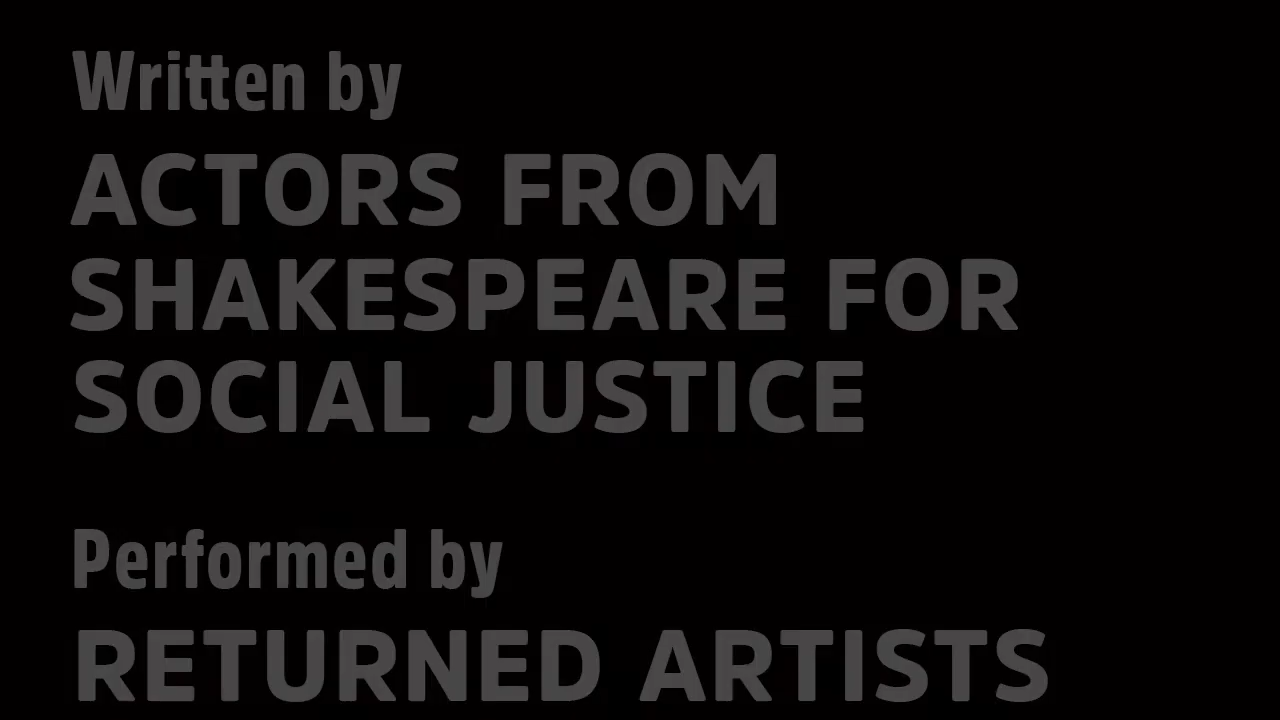 Written by
ACTORS FROM
SHAKESPEARE FOR
SOCIAL JUSTICE
Performed by
RETURNED ARTISTS